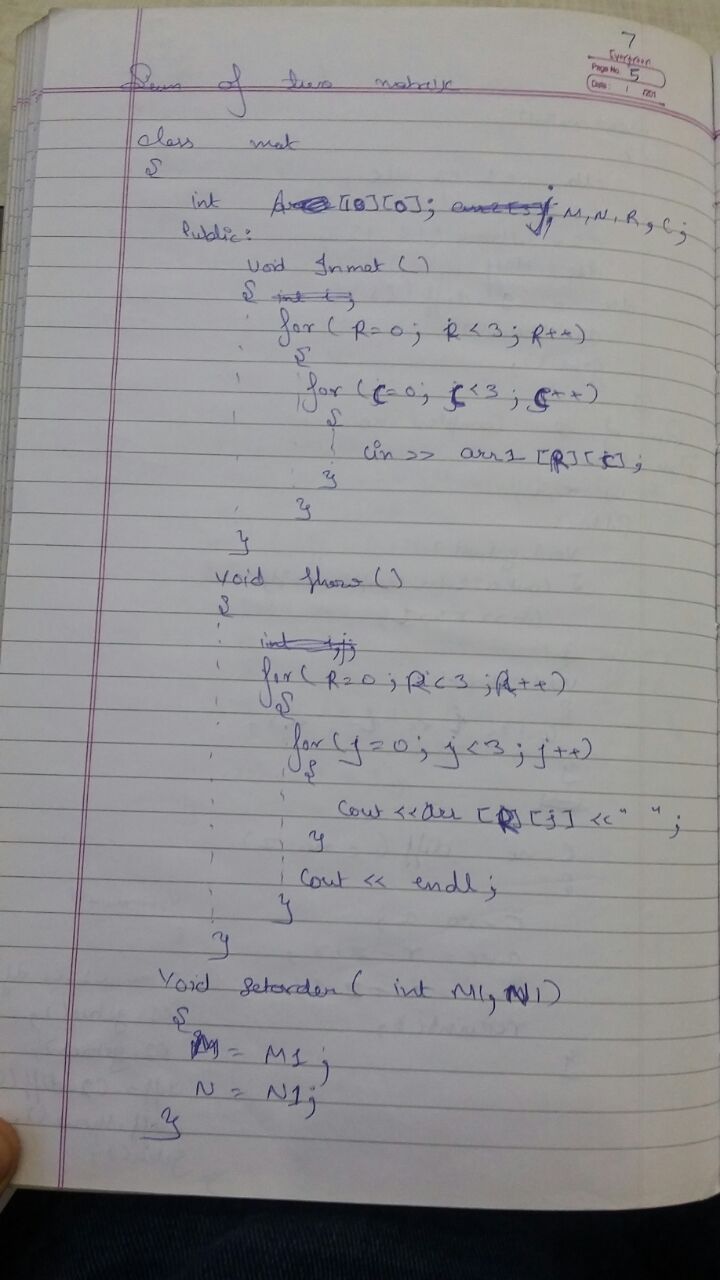 7
Evergreen
Page No. 5
Date: / /201
Sum of two matrix
class mat
{
int [10][10]; M, N, R, C;
Public:
void Inmat ()
{
for ( R=0; R<3; R++)
{
for (C=0; C<3; C++)
{
cin >> arr1 [R][C];
}
}
}
void Show ()
{
for ( R=0; R<3; R++)
{
for (j=0; j<3; j++)
{
Cout << arr [R][j] <<" ";
}
Cout << endl;
}
}
Void Setorder ( int M1, N1)
{
M = M1;
N = N1;
}